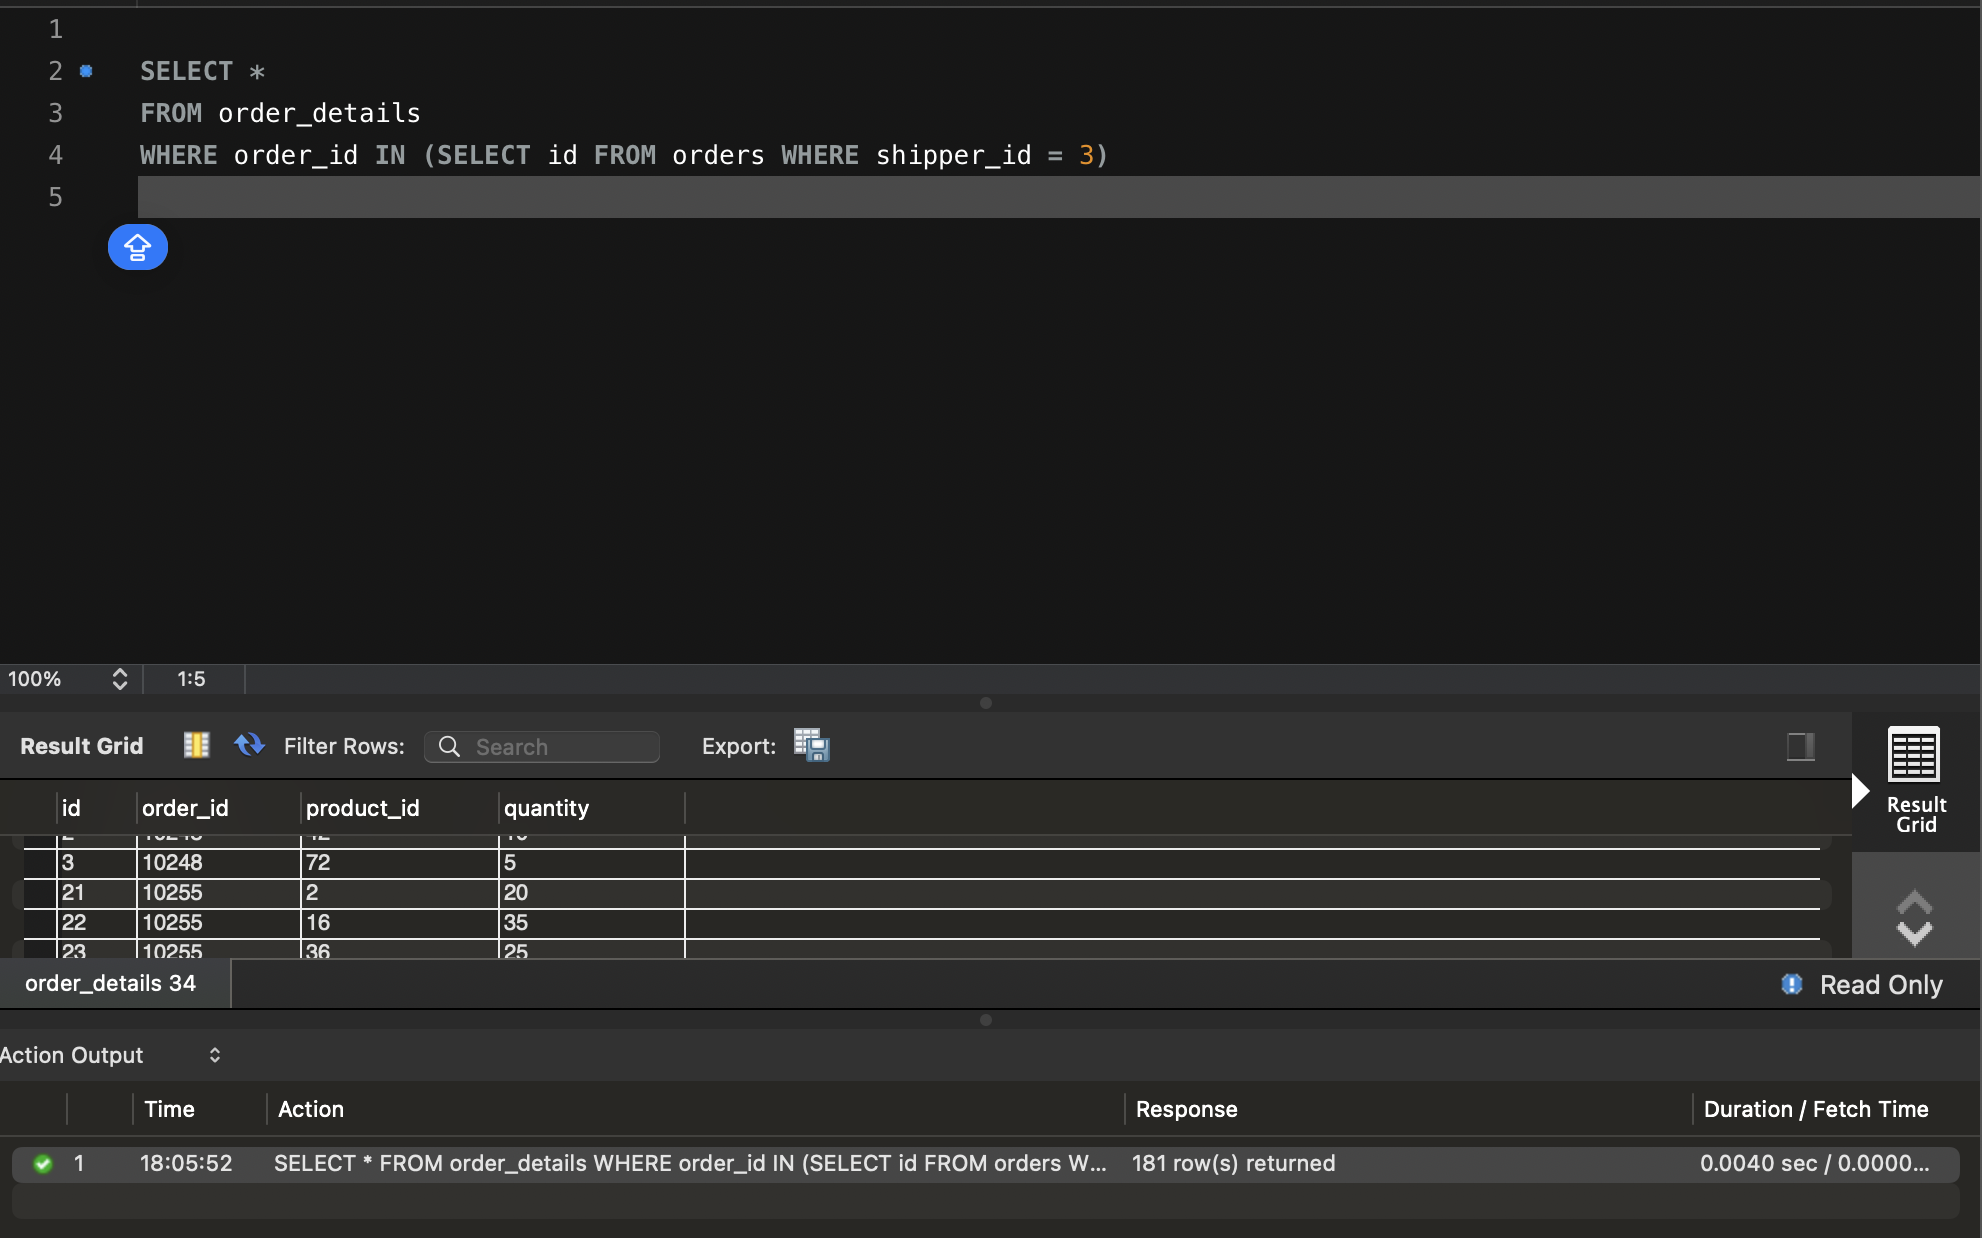 1
2 SELECT *
3 FROM order_details
4 WHERE order_id IN (SELECT id FROM orders WHERE shipper_id = 3)
5
100% 1:5
Result Grid Filter Rows: Search Export:
Result Grid
id order_id product_id quantity
3 10248 72 5
21 10255 2 20
22 10255 16 35
23 10255 36 25
order_details 34 Read Only
Action Output
Time Action Response Duration / Fetch Time
1 18:05:52 SELECT * FROM order_details WHERE order_id IN (SELECT id FROM orders W... 181 row(s) returned 0.0040 sec / 0.0000...